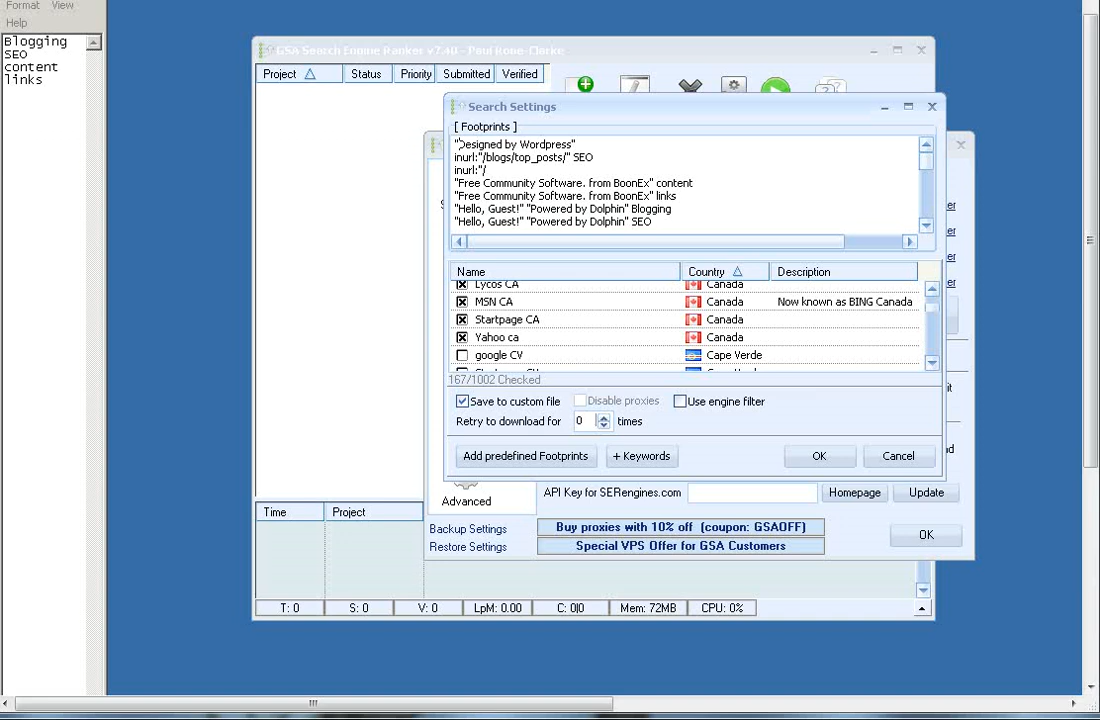 Format View
Help
Blogging
SEO
content
links
GSA Search Engine Ranker v7.40 - Paul Rone-Clarke
Project Status Priority Submitted Verified
Search Settings
[ Footprints ]
"Designed by Wordpress"
inurl:"/blogs/top_posts/" SEO
inurl:"/
"Free Community Software. from BoonEx" content
"Free Community Software. from BoonEx" links
"Hello, Guest!" "Powered by Dolphin" Blogging
"Hello, Guest!" "Powered by Dolphin" SEO
Name Country Description
Lycos CA Canada
MSN CA Canada Now known as BING Canada
Startpage CA Canada
Yahoo ca Canada
google CV Cape Verde
167/1002 Checked
Save to custom file Disable proxies Use engine filter
Retry to download for 0 times
Add predefined Footprints + Keywords OK Cancel
er
er
er
er
it
d
Advanced API Key for SERengines.com Homepage Update
Backup Settings Buy proxies with 10% off (coupon: GSAOFF) OK
Restore Settings Special VPS Offer for GSA Customers
Time Project
T: 0 S: 0 V: 0 LpM: 0.00 C: 0|0 Mem: 72MB CPU: 0%